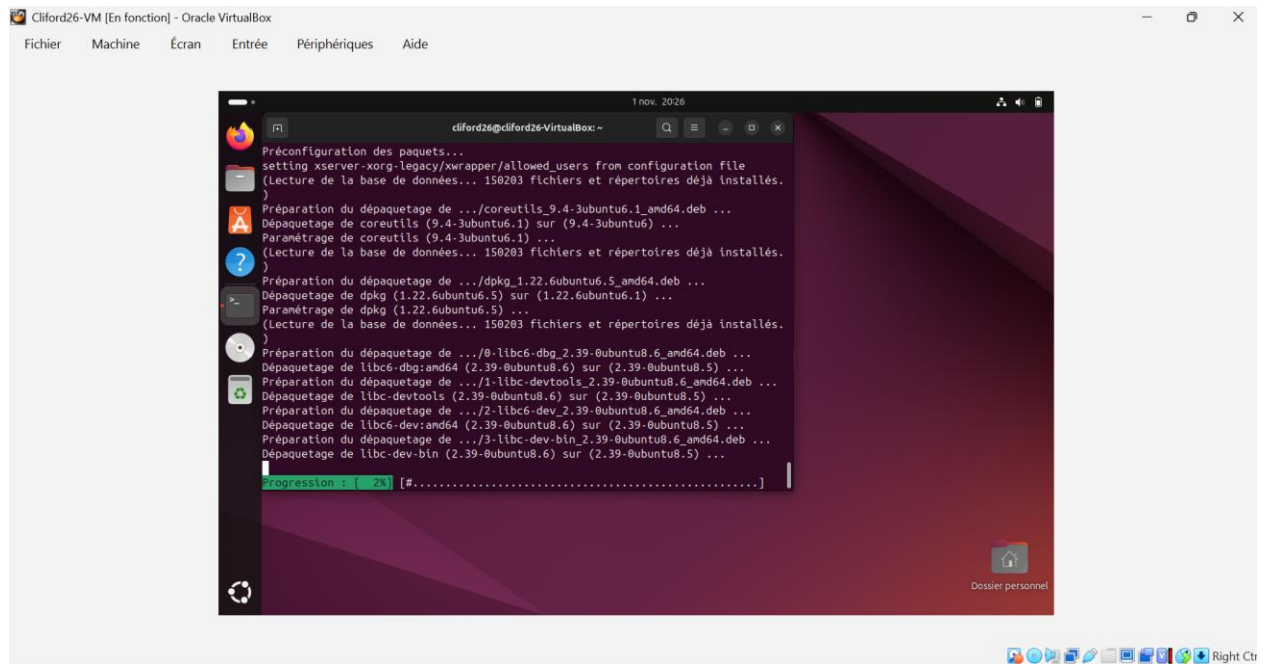 Cliford26-VM [En fonction] - Oracle VirtualBox
Fichier Machine Écran Entrée Périphériques Aide
1 nov. 20:26
cliford26@cliford26-VirtualBox: ~
Préconfiguration des paquets...
setting xserver-xorg-legacy/xwrapper/allowed_users from configuration file
(Lecture de la base de données... 150203 fichiers et répertoires déjà installés.
)
Préparation du dépaquetage de .../coreutils_9.4-3ubuntu6.1_amd64.deb ...
Dépaquetage de coreutils (9.4-3ubuntu6.1) sur (9.4-3ubuntu6) ...
Paramétrage de coreutils (9.4-3ubuntu6.1) ...
(Lecture de la base de données... 150203 fichiers et répertoires déjà installés.
)
Préparation du dépaquetage de .../dpkg_1.22.6ubuntu6.5_amd64.deb ...
Dépaquetage de dpkg (1.22.6ubuntu6.5) sur (1.22.6ubuntu6.1) ...
Paramétrage de dpkg (1.22.6ubuntu6.5) ...
(Lecture de la base de données... 150203 fichiers et répertoires déjà installés.
)
Préparation du dépaquetage de .../0-libc6-dbg_2.39-0ubuntu8.6_amd64.deb ...
Dépaquetage de libc6-dbg:amd64 (2.39-0ubuntu8.6) sur (2.39-0ubuntu8.5) ...
Préparation du dépaquetage de .../1-libc-devtools_2.39-0ubuntu8.6_amd64.deb ...
Dépaquetage de libc-devtools (2.39-0ubuntu8.6) sur (2.39-0ubuntu8.5) ...
Préparation du dépaquetage de .../2-libc6-dev_2.39-0ubuntu8.6_amd64.deb ...
Dépaquetage de libc6-dev:amd64 (2.39-0ubuntu8.6) sur (2.39-0ubuntu8.5) ...
Préparation du dépaquetage de .../3-libc-dev-bin_2.39-0ubuntu8.6_amd64.deb ...
Dépaquetage de libc-dev-bin (2.39-0ubuntu8.6) sur (2.39-0ubuntu8.5) ...
Progression : [  2%] [#....................................................]
Dossier personnel
Right Ctr